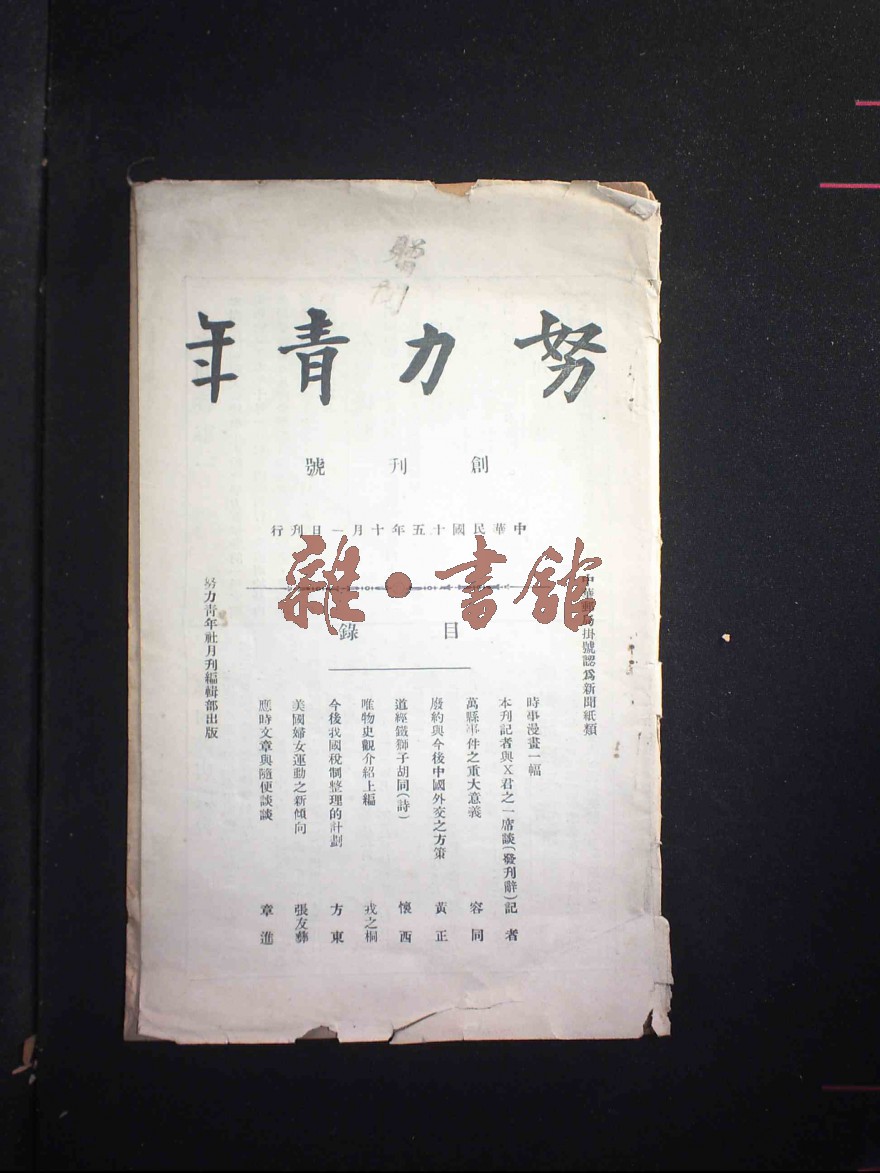 贈刊
努力青年
創刊號
中華民國十五年十月一日刊行
雜·書館
中華郵局掛號認爲新聞紙類
目錄
時事漫畫一幅
本刊記者與X君之一席談(發刊辭)記者
萬縣事件之重大意義 容同
廢約與今後中國外交之方策 黃正
道經鐵獅子胡同(詩) 懷西
唯物史觀介紹上編 戎之桐
今後我國稅制整理的計劃 方東
美國婦女運動之新傾向 張友彝
應時文章與隨便談談 章進
努力青年社月刊編輯部出版